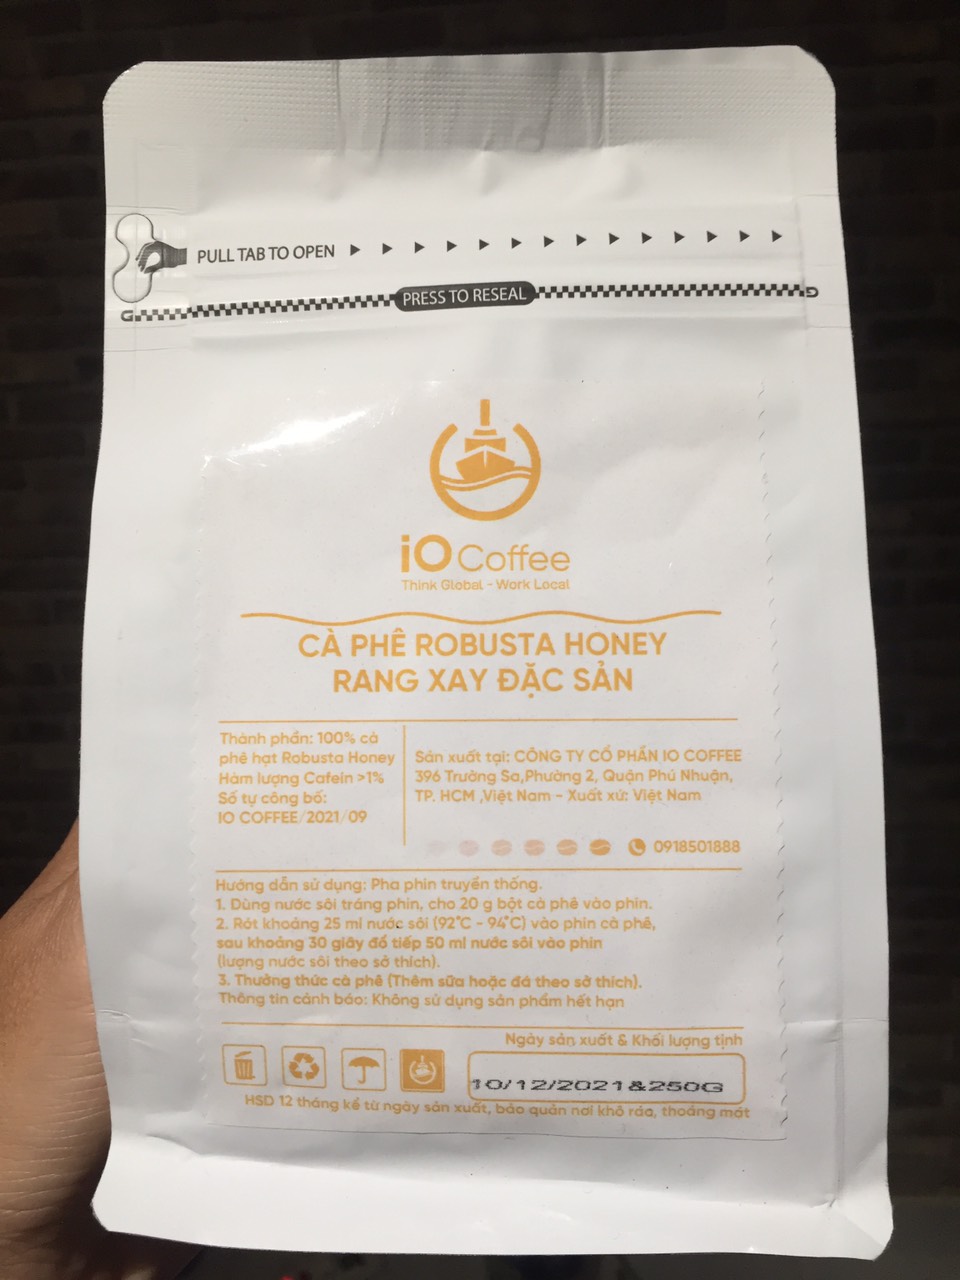 PULL TAB TO OPEN
PRESS TO RESEAL
iO Coffee
Think Global - Work Local
CÀ PHÊ ROBUSTA HONEY
RANG XAY ĐẶC SẢN
Thành phần: 100% cà
phê hạt Robusta Honey
Hàm lượng Cafein >1%
Số tự công bố:
IO COFFEE/2021/09
Sản xuất tại: CÔNG TY CỔ PHẦN IO COFFEE
396 Trường Sa,Phường 2, Quận Phú Nhuận,
TP. HCM ,Việt Nam - Xuất xứ: Việt Nam
0918501888
Hướng dẫn sử dụng: Pha phin truyền thống.
1. Dùng nước sôi tráng phin, cho 20 g bột cà phê vào phin.
2. Rót khoảng 25 ml nước sôi (92°C - 94°C) vào phin cà phê,
sau khoảng 30 giây đổ tiếp 50 ml nước sôi vào phin
(lượng nước sôi theo sở thích).
3. Thưởng thức cà phê (Thêm sữa hoặc đá theo sở thích).
Thông tin cảnh báo: Không sử dụng sản phẩm hết hạn
Ngày sản xuất & Khối lượng tịnh
10/12/2021&250G
HSD 12 tháng kể từ ngày sản xuất, bảo quản nơi khô ráo, thoáng mát